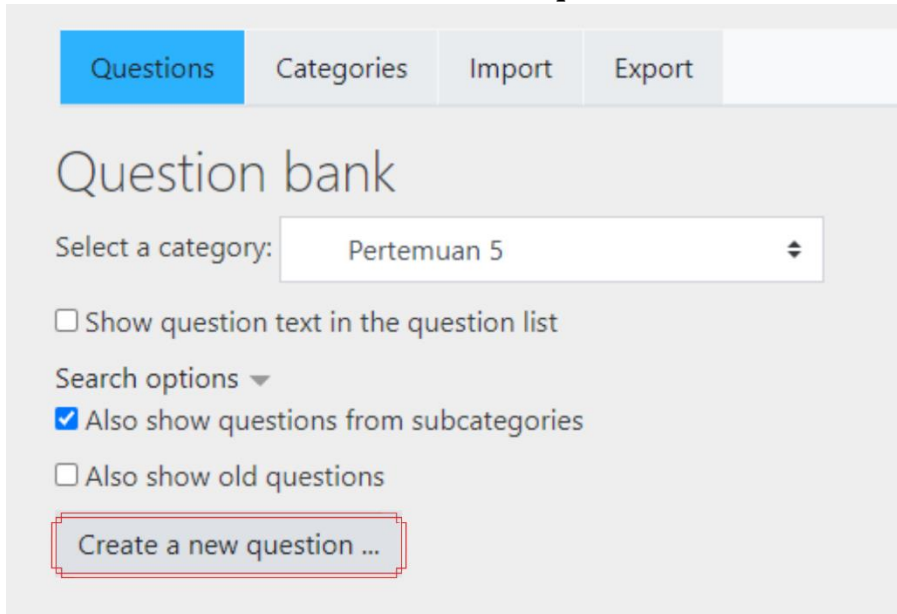 Questions Categories Import Export
Question bank
Select a category: Pertemuan 5
Show question text in the question list
Search options
Also show questions from subcategories
Also show old questions
Create a new question ...